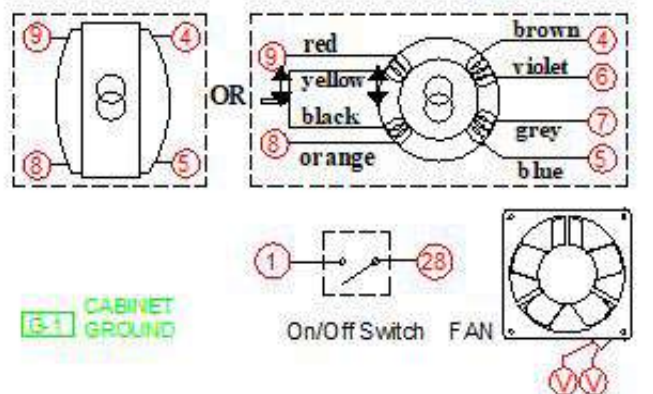 9 4
8 5
OR
red brown 4
9
yellow violet 6
black 7
grey
8
orange 5
blue
1 28
On/Off Switch FAN
G-1 CABINET
GROUND
V V